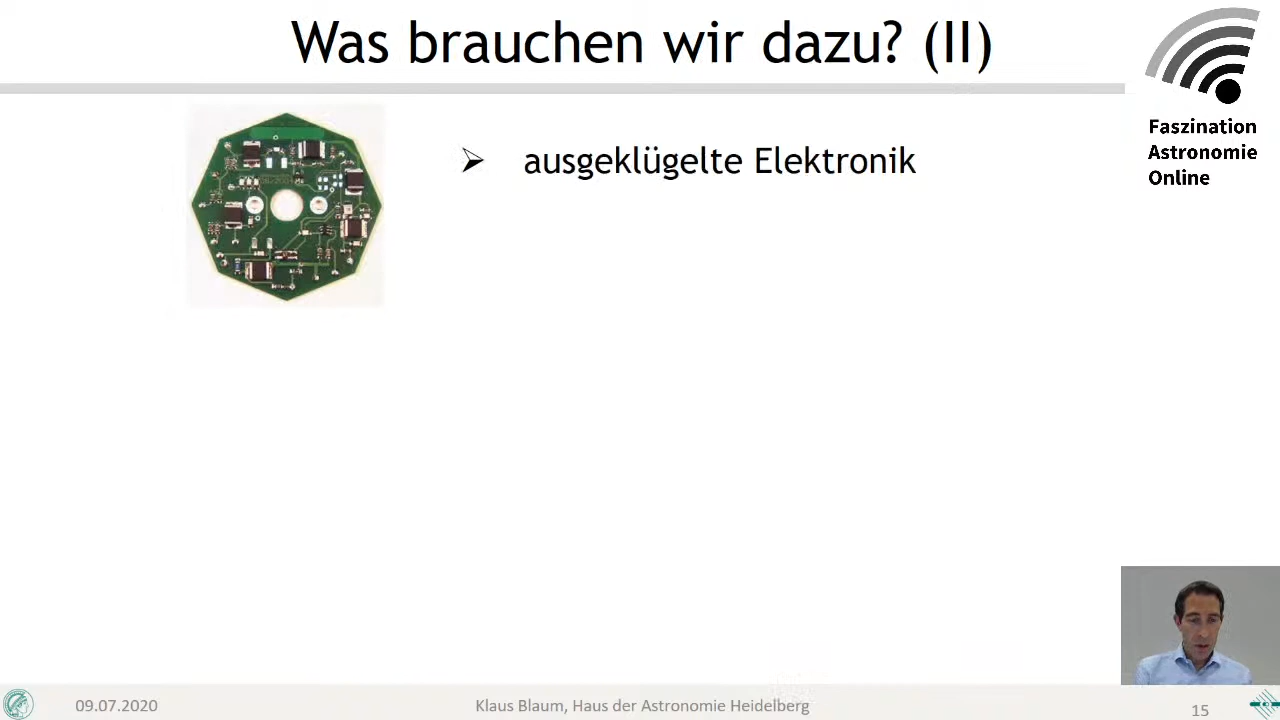 Was brauchen wir dazu? (II)
Faszination
Astronomie
Online
➢ ausgeklügelte Elektronik
09.07.2020
Klaus Blaum, Haus der Astronomie Heidelberg
15